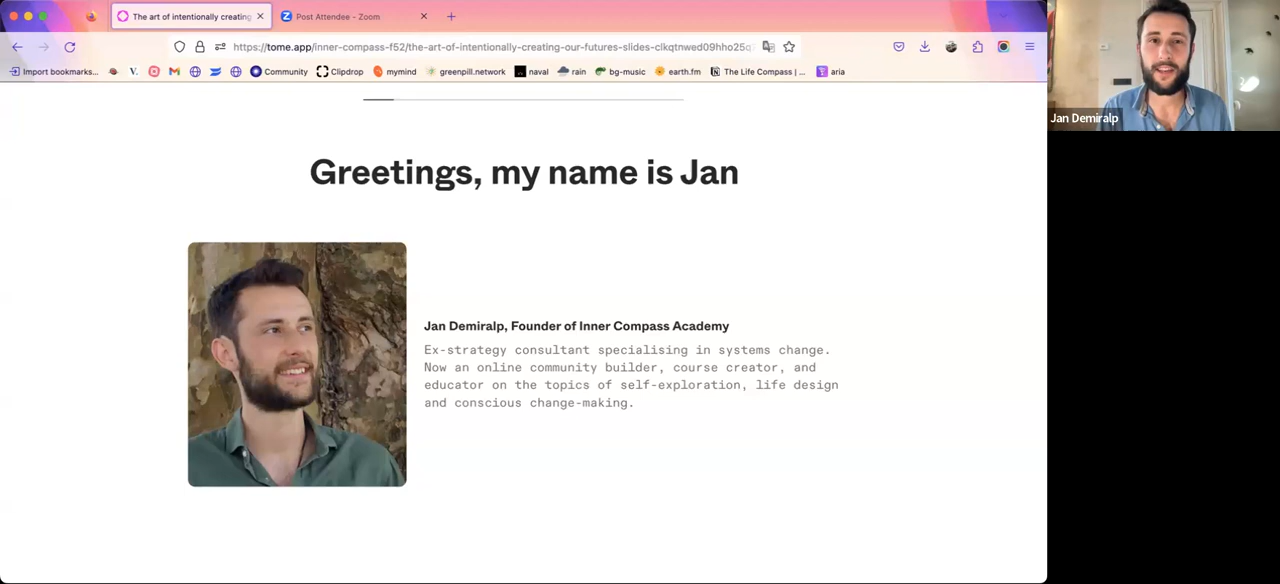 The art of intentionally creating
Post Attendee - Zoom
https://tome.app/inner-compass-f52/the-art-of-intentionally-creating-our-futures-slides-clkqtnwed09hho25q
Import bookmarks...
V.
Community
Clipdrop
mymind
greenpill.network
naval
rain
bg-music
earth.fm
The Life Compass | ...
aria
Jan Demiralp
Greetings, my name is Jan
Jan Demiralp, Founder of Inner Compass Academy
Ex-strategy consultant specialising in systems change.
Now an online community builder, course creator, and
educator on the topics of self-exploration, life design
and conscious change-making.